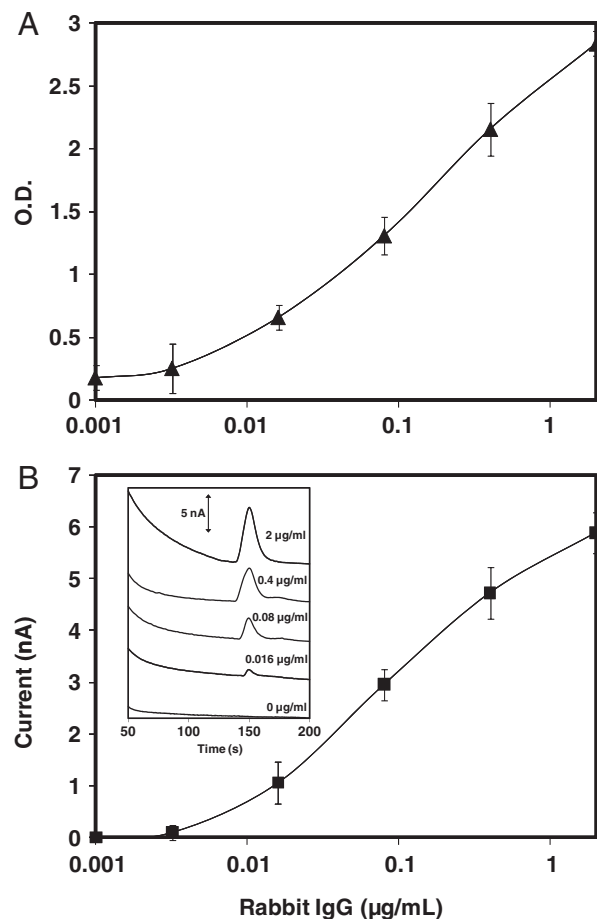 A
3
2.5
2
1.5
1
0.5
0
O.D.
0.001
0.01
0.1
1
B
7
6
5
4
3
2
1
0
Current (nA)
5 nA
2 µg/ml
0.4 µg/ml
0.08 µg/ml
0.016 µg/ml
0 µg/ml
50
100
150
200
Time (s)
0.001
0.01
0.1
1
Rabbit IgG (µg/mL)